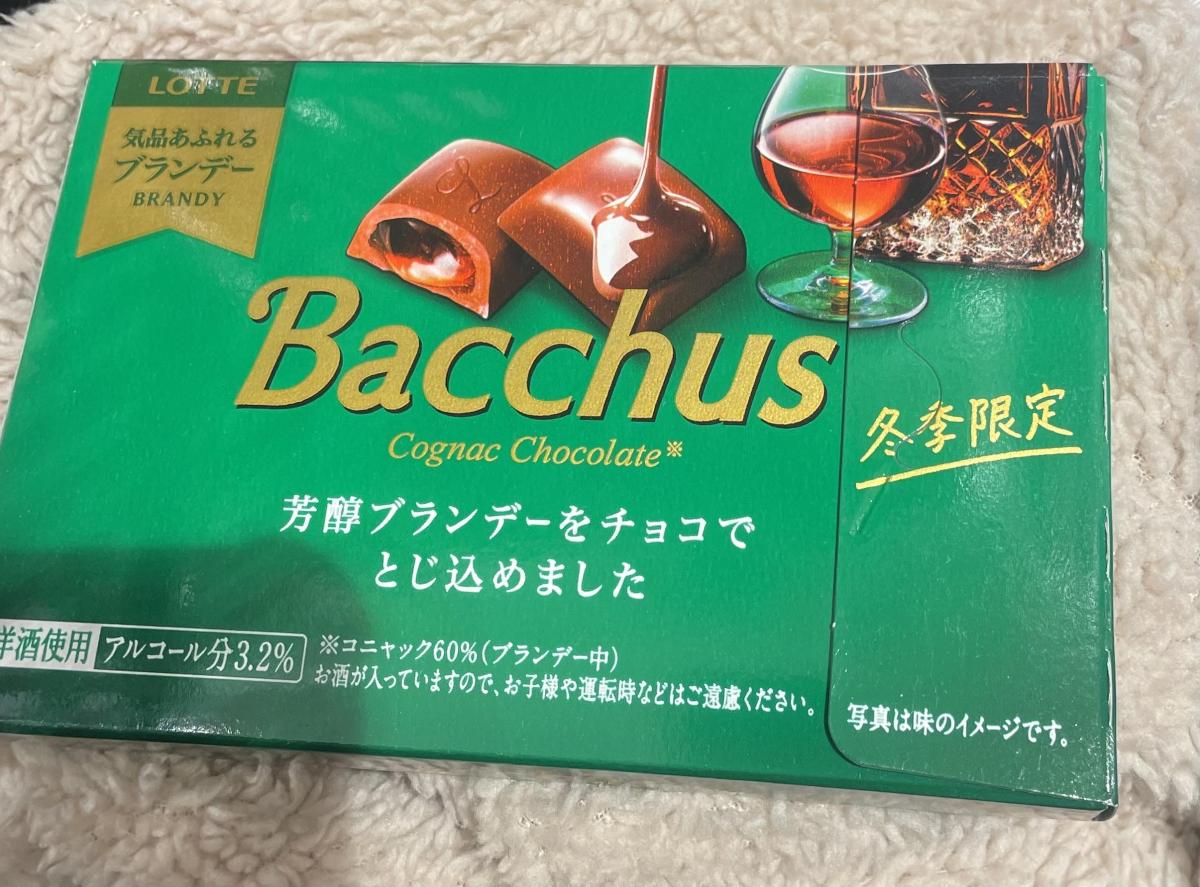 LOTTE
気品あふれる
ブランデー
BRANDY
Bacchus
Cognac Chocolate※
冬季限定
芳醇ブランデーをチョコで
とじ込めました
洋酒使用 アルコール分3.2%
※コニャック60%(ブランデー中)
お酒が入っていますので、お子様や運転時などはご遠慮ください。
写真は味のイメージです。